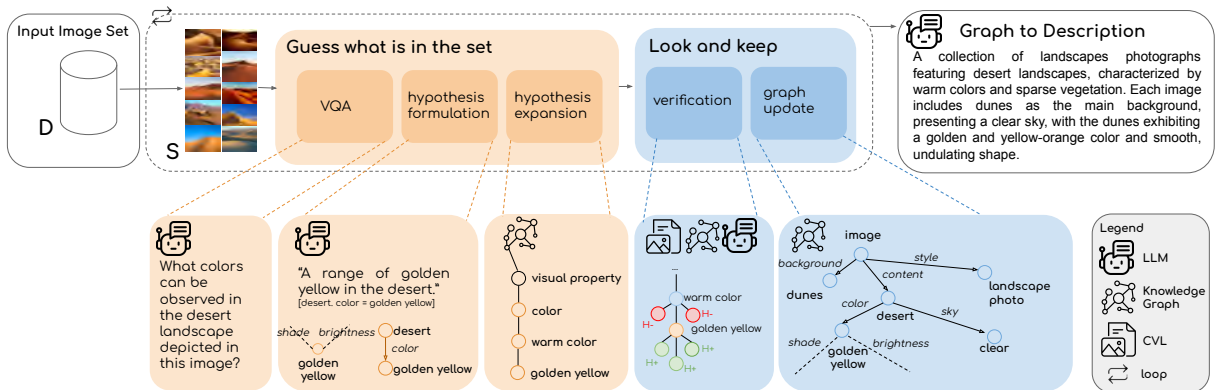 Input Image Set
D
S
Guess what is in the set
VQA
hypothesis
formulation
hypothesis
expansion
Look and keep
verification
graph
update
Graph to Description
A collection of landscapes photographs
featuring desert landscapes, characterized by
warm colors and sparse vegetation. Each image
includes dunes as the main background,
presenting a clear sky, with the dunes exhibiting
a golden and yellow-orange color and smooth,
undulating shape.
What colors
can be
observed in
the desert
landscape
depicted in
this image?
"A range of golden
yellow in the desert."
[desert, color = golden yellow]
shade brightness
golden
yellow
desert
color
golden yellow
visual property
color
warm color
golden yellow
...
warm color
H- H-
golden yellow
H+ H+
H+
image
background
style
content
dunes
landscape
photo
color
desert
sky
shade
golden
yellow
brightness
clear
Legend
LLM
Knowledge
Graph
CVL
loop